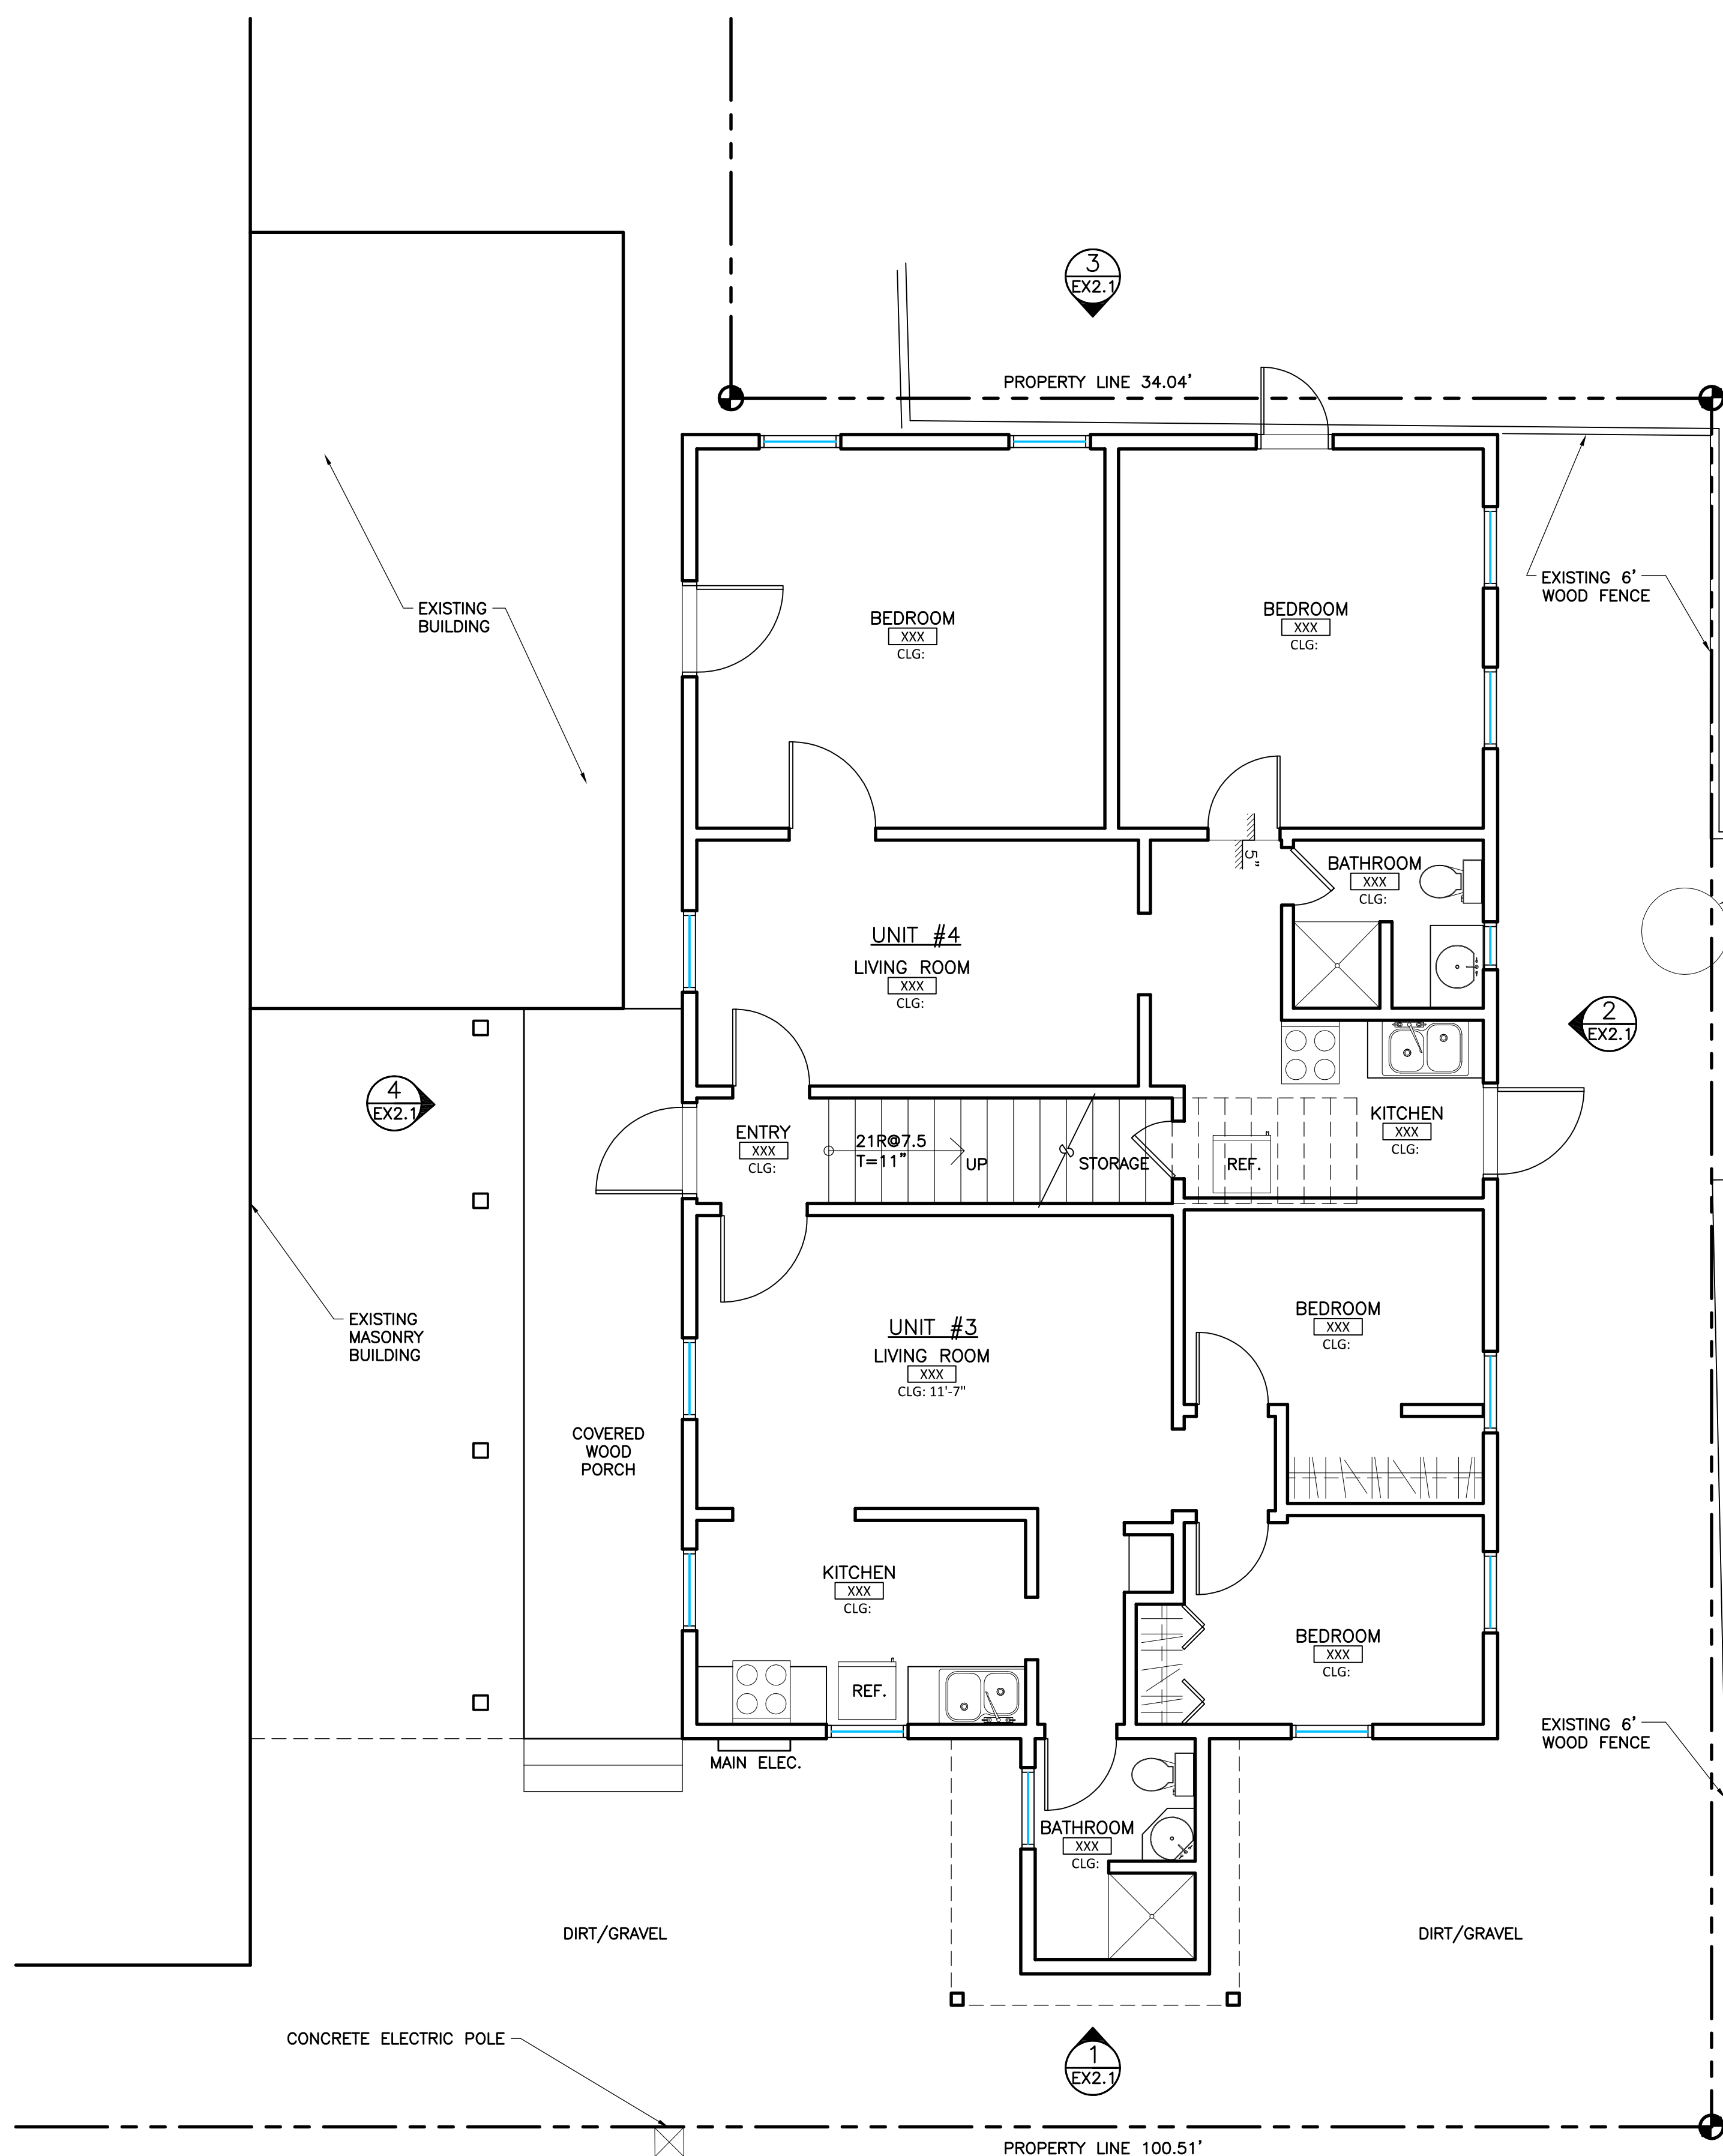 3
EX2.1
PROPERTY LINE 34.04'
EXISTING
BUILDING
BEDROOM
XXX
CLG:
BEDROOM
XXX
CLG:
EXISTING 6'
WOOD FENCE
5"
BATHROOM
XXX
CLG:
UNIT #4
LIVING ROOM
XXX
CLG:
2
EX2.1
4
EX2.1
ENTRY
XXX
CLG:
21R@7.5
T=11"
UP
STORAGE
REF.
KITCHEN
XXX
CLG:
EXISTING
MASONRY
BUILDING
UNIT #3
LIVING ROOM
XXX
CLG: 11'-7"
BEDROOM
XXX
CLG:
COVERED
WOOD
PORCH
KITCHEN
XXX
CLG:
REF.
BEDROOM
XXX
CLG:
MAIN ELEC.
EXISTING 6'
WOOD FENCE
BATHROOM
XXX
CLG:
DIRT/GRAVEL
DIRT/GRAVEL
CONCRETE ELECTRIC POLE
1
EX2.1
PROPERTY LINE 100.51'